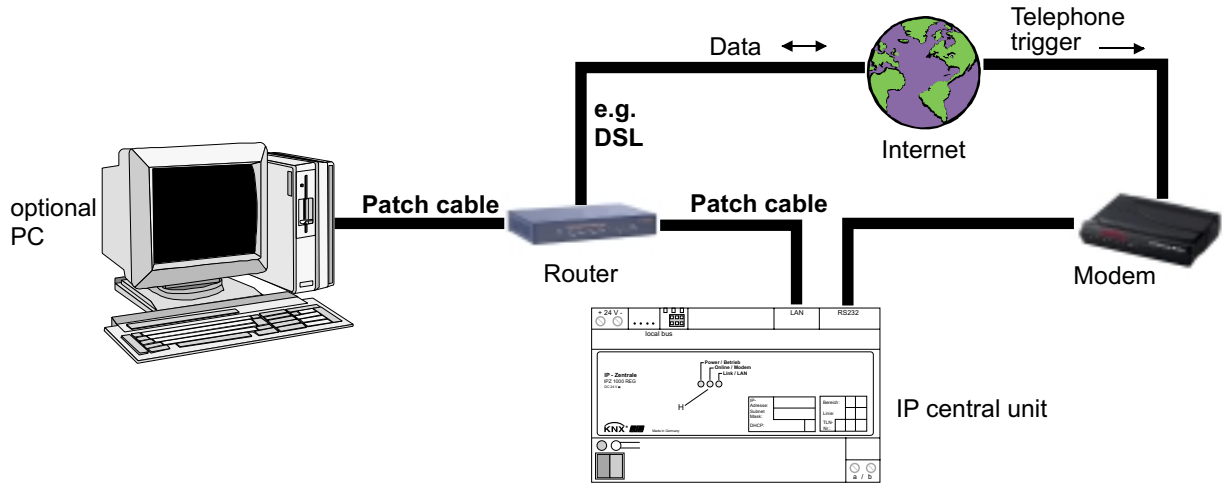 Telephone
trigger
Data
e.g.
DSL
Internet
optional
PC
Patch cable
Patch cable
Router
Modem
+ 24 V -
LAN
RS232
local bus
Power / Betrieb
Online / Modem
Link / LAN
IP - Zentrale
IPZ 1000 REG
H
IP-
Adresse:
Subnet
Mask:
DHCP:
Bereich:
Linie:
TLN-
Nr.:
IP central unit
KNX®
Made in Germany
a / b